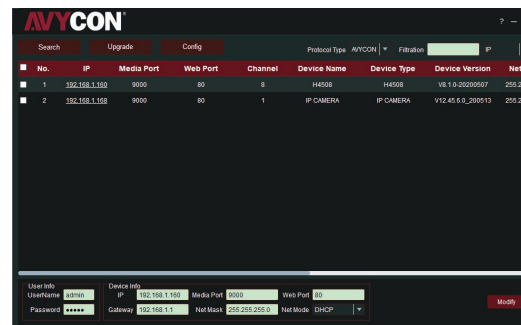 AVYCON
? –
Search Upgrade Config Protocol Type AVYCON Filtration IP
No. IP Media Port Web Port Channel Device Name Device Type Device Version Net
1 192.168.1.160 9000 80 8 H4508 H4508 V8.1.0-20200507 255.2
2 192.168.1.168 9000 80 1 IP CAMERA IP CAMERA V12.45.6.0_200513 255.2
User Info Device Info
UserName admin IP 192.168.1.160 Media Port 9000 Web Port 80
Modify
Password ●●●●● Gateway 192.168.1.1 Net Mask 255.255.255.0 Net Mode DHCP